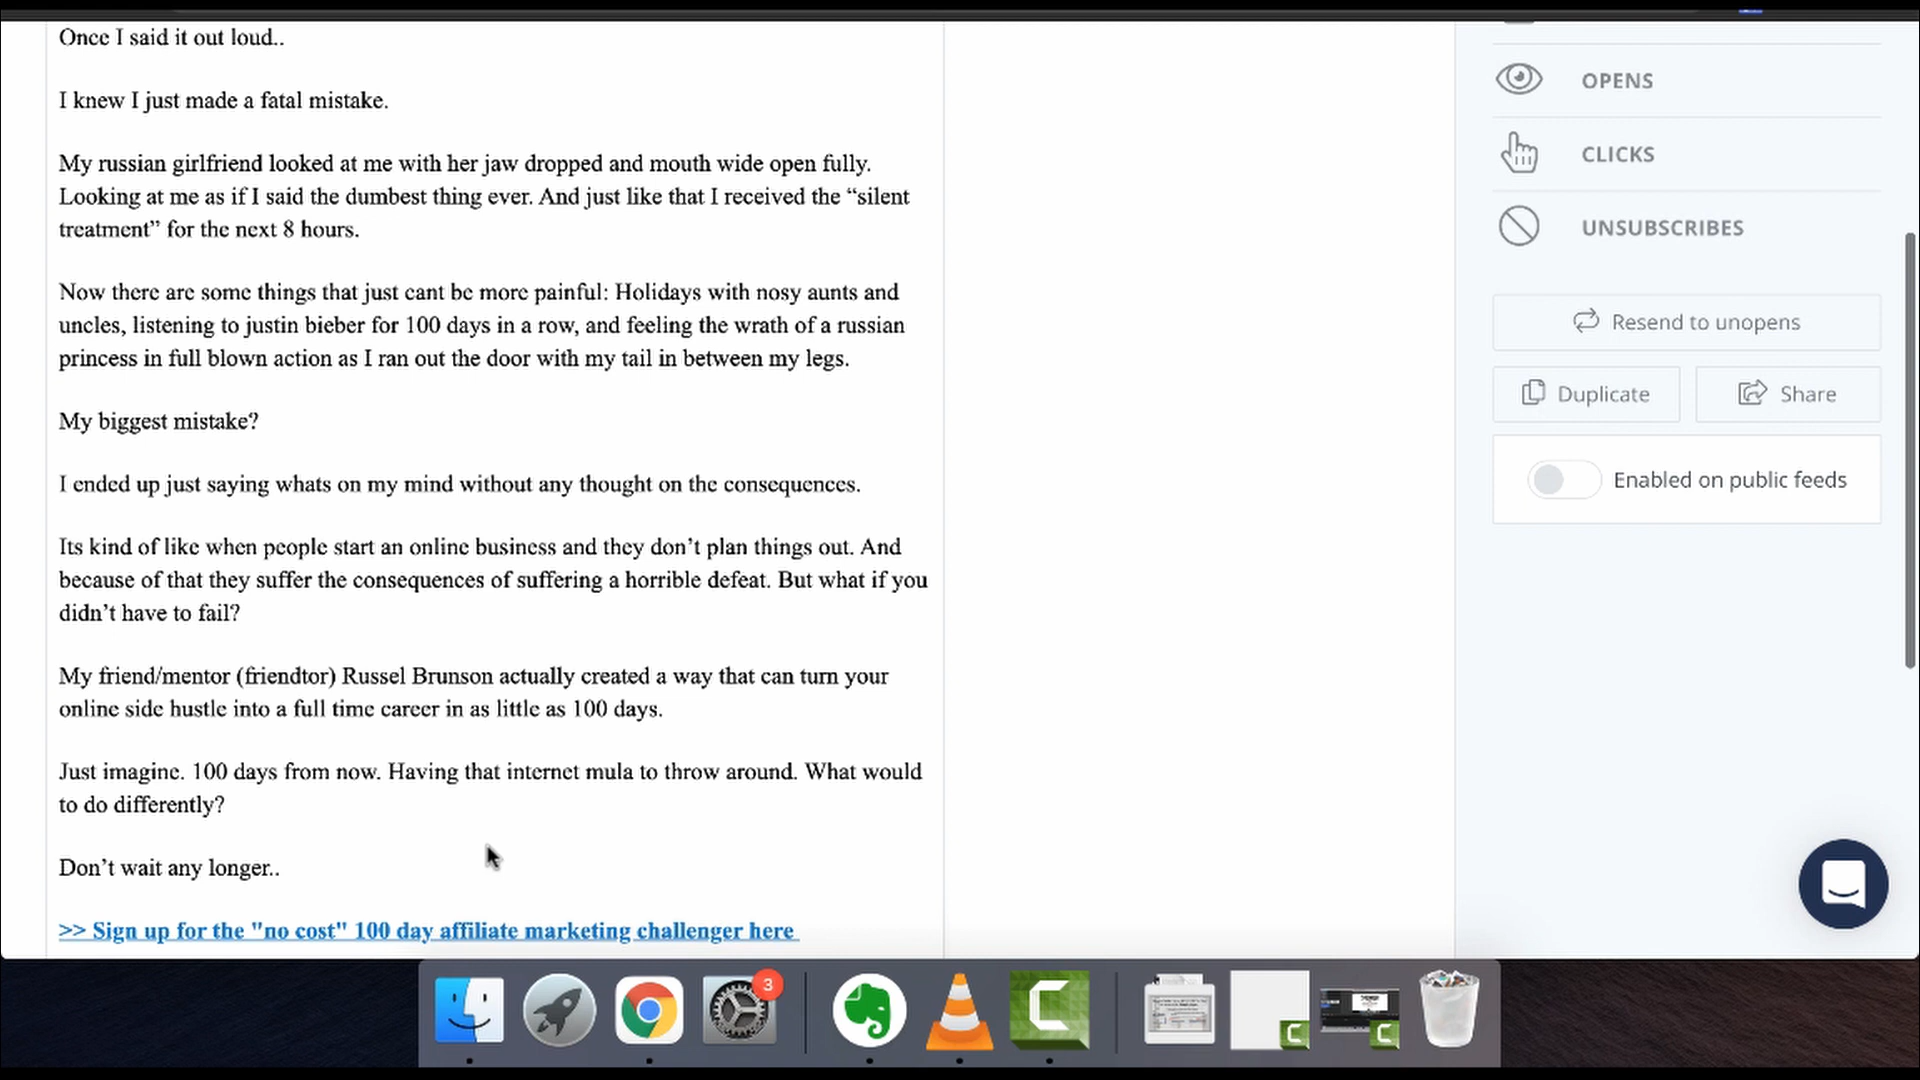 Once I said it out loud..
I knew I just made a fatal mistake.
My russian girlfriend looked at me with her jaw dropped and mouth wide open fully.
Looking at me as if I said the dumbest thing ever. And just like that I received the “silent
treatment” for the next 8 hours.
Now there are some things that just cant be more painful: Holidays with nosy aunts and
uncles, listening to justin bieber for 100 days in a row, and feeling the wrath of a russian
princess in full blown action as I ran out the door with my tail in between my legs.
My biggest mistake?
I ended up just saying whats on my mind without any thought on the consequences.
Its kind of like when people start an online business and they don’t plan things out. And
because of that they suffer the consequences of suffering a horrible defeat. But what if you
didn’t have to fail?
My friend/mentor (friendtor) Russel Brunson actually created a way that can turn your
online side hustle into a full time career in as little as 100 days.
Just imagine. 100 days from now. Having that internet mula to throw around. What would
to do differently?
Don’t wait any longer..
>> Sign up for the "no cost" 100 day affiliate marketing challenger here
OPENS
CLICKS
UNSUBSCRIBES
Resend to unopens
Duplicate
Share
Enabled on public feeds
3